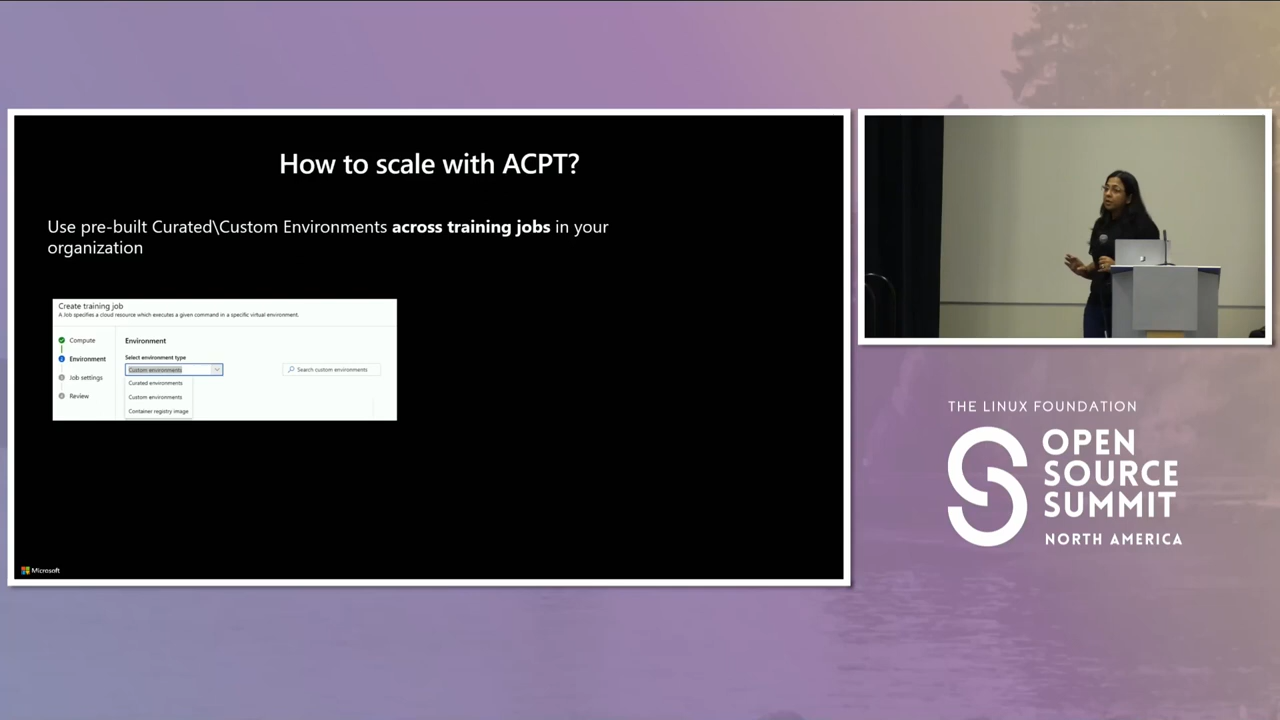 How to scale with ACPT?
Use pre-built Curated\Custom Environments across training jobs in your
organization
Create training job
A Job specifies a cloud resource which executes a given command in a specific virtual environment.
Compute
Environment
Job settings
Review
Environment
Select environment type
Custom environments
Search custom environments
Curated environments
Custom environments
Container registry image
Microsoft
THE LINUX FOUNDATION
OPEN
SOURCE
SUMMIT
NORTH AMERICA